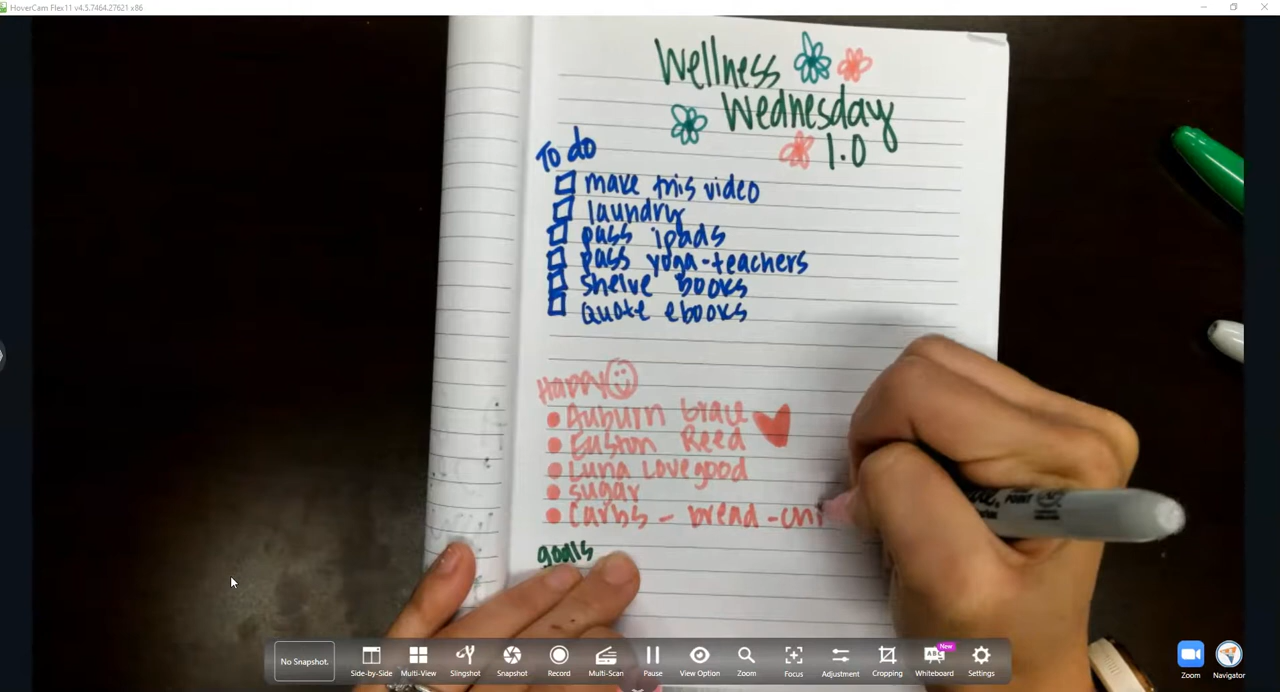 HoverCam Flex11 v4.5.7464.27621 x86
Wellness
Wednesday
1.0
To do
make this video
laundry
pass ipads
pass yoga-teachers
shelve books
quote ebooks
Happy
Auburn
Easton Reed
Luna Lovegood
sugar
Carbs - bread -
goals
POINT
No Snapshot.
Side-by-Side
Multi-View
Slingshot
Snapshot
Record
Multi-Scan
Pause
View Option
Zoom
Focus
Adjustment
Cropping
New
ABC
Whiteboard
Settings
Zoom
Navigator